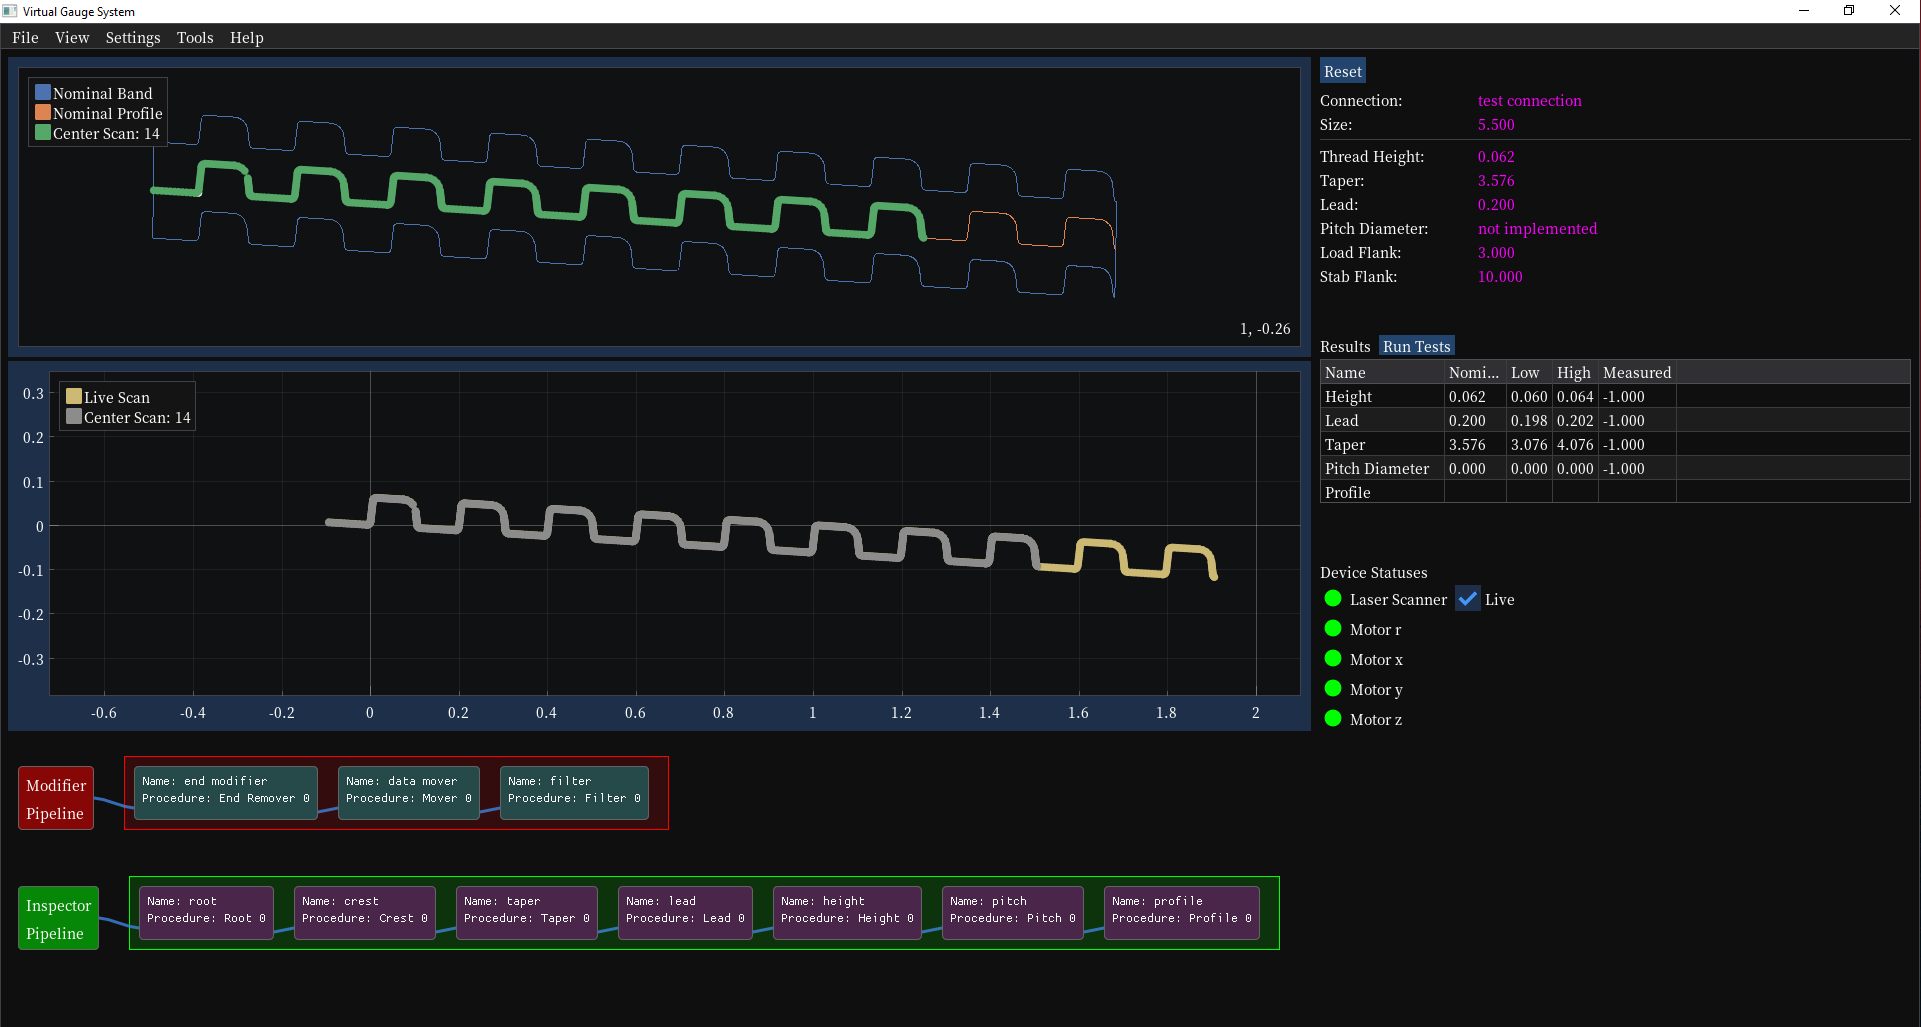 Virtual Gauge System
File View Settings Tools Help
Nominal Band
Nominal Profile
Center Scan: 14
1, -0.26
Live Scan
Center Scan: 14
0.3
0.2
0.1
0
-0.1
-0.2
-0.3
-0.6 -0.4 -0.2 0 0.2 0.4 0.6 0.8 1 1.2 1.4 1.6 1.8 2
Modifier
Pipeline
Name: end modifier
Procedure: End Remover 0
Name: data mover
Procedure: Mover 0
Name: filter
Procedure: Filter 0
Inspector
Pipeline
Name: root
Procedure: Root 0
Name: crest
Procedure: Crest 0
Name: taper
Procedure: Taper 0
Name: lead
Procedure: Lead 0
Name: height
Procedure: Height 0
Name: pitch
Procedure: Pitch 0
Name: profile
Procedure: Profile 0
Reset
Connection: test connection
Size: 5.500
Thread Height: 0.062
Taper: 3.576
Lead: 0.200
Pitch Diameter: not implemented
Load Flank: 3.000
Stab Flank: 10.000
Results Run Tests
Name Nomi... Low High Measured
Height 0.062 0.060 0.064 -1.000
Lead 0.200 0.198 0.202 -1.000
Taper 3.576 3.076 4.076 -1.000
Pitch Diameter 0.000 0.000 0.000 -1.000
Profile
Device Statuses
Laser Scanner Live
Motor r
Motor x
Motor y
Motor z